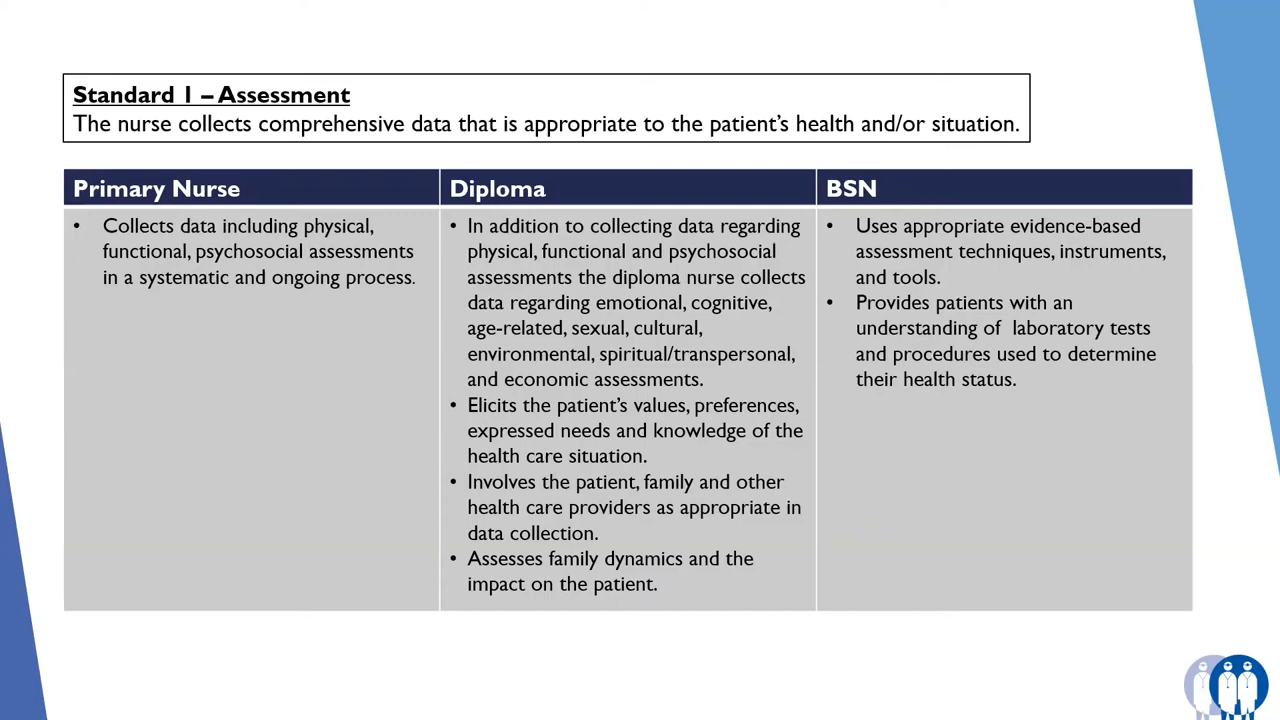 Standard 1 – Assessment
The nurse collects comprehensive data that is appropriate to the patient's health and/or situation.
Primary Nurse
• Collects data including physical,
functional, psychosocial assessments
in a systematic and ongoing process.
Diploma
• In addition to collecting data regarding
physical, functional and psychosocial
assessments the diploma nurse collects
data regarding emotional, cognitive,
age-related, sexual, cultural,
environmental, spiritual/transpersonal,
and economic assessments.
• Elicits the patient's values, preferences,
expressed needs and knowledge of the
health care situation.
• Involves the patient, family and other
health care providers as appropriate in
data collection.
• Assesses family dynamics and the
impact on the patient.
BSN
• Uses appropriate evidence-based
assessment techniques, instruments,
and tools.
• Provides patients with an
understanding of laboratory tests
and procedures used to determine
their health status.